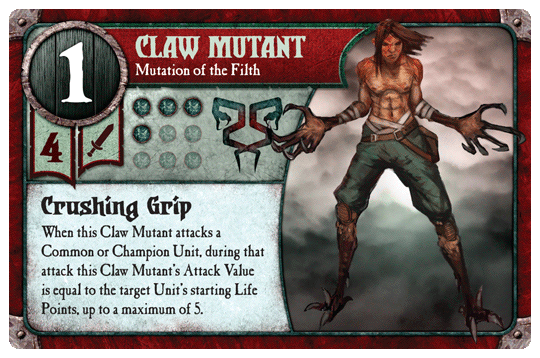 1
CLAW MUTANT
Mutation of the Filth
4
Crushing Grip
When this Claw Mutant attacks a
Common or Champion Unit, during that
attack this Claw Mutant's Attack Value
is equal to the target Unit's starting Life
Points, up to a maximum of 5.